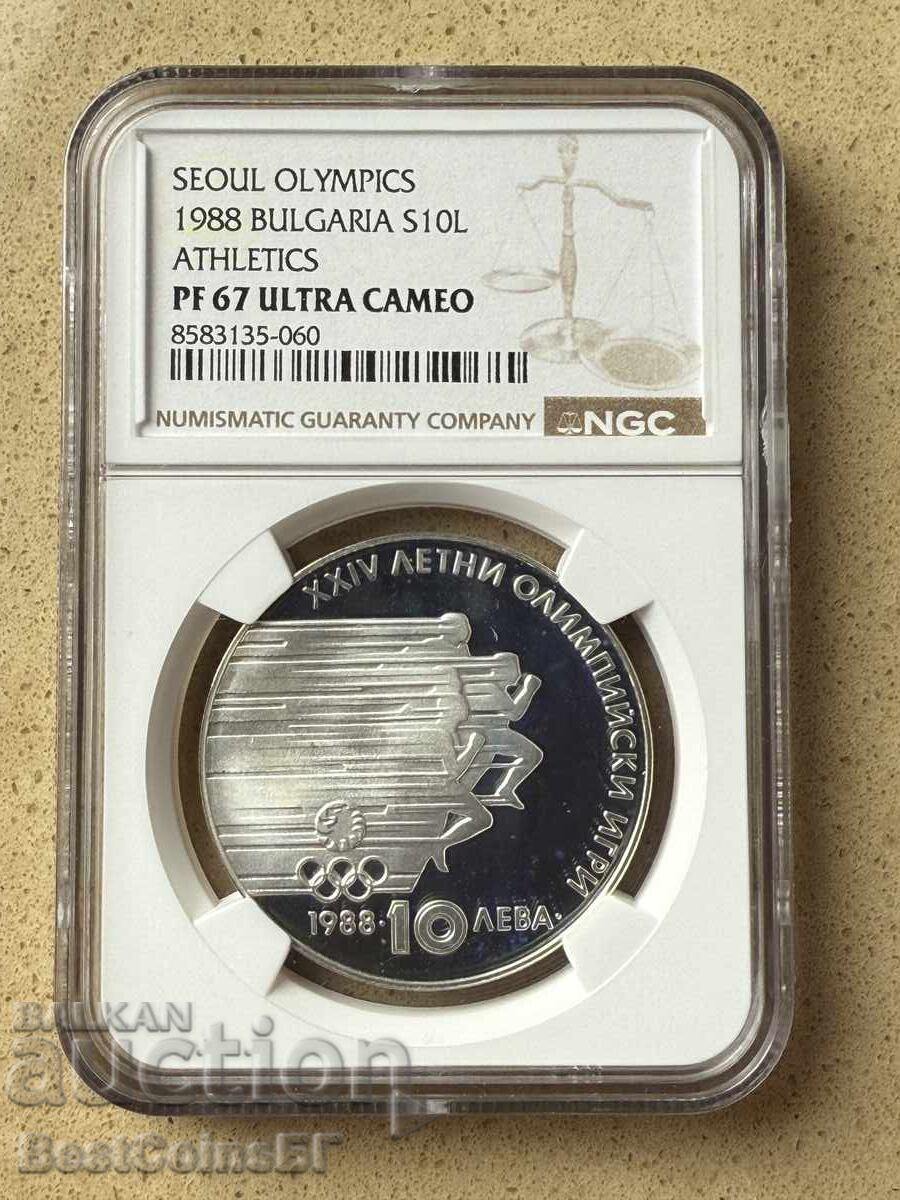 SEOUL OLYMPICS
1988 BULGARIA S10L
ATHLETICS
PF 67 ULTRA CAMEO
8583135-060
NUMISMATIC GUARANTY COMPANY NGC
XXIV ЛЕТНИ ОЛИМПИЙСКИ ИГРИ
1988·10 ЛЕВА·
BALKAN
auction
BestCoinsБГ